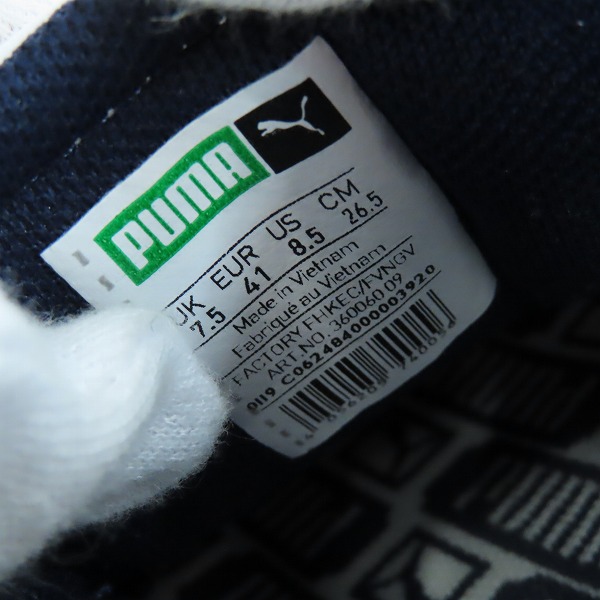 PUMA
UK EUR US CM
7.5 41 8.5 26.5
Made in Vietnam
Fabriqué au Vietnam
FACTORY FHKEC/FVNGV
ART.NO. 360060 09
0119 C062484000003920